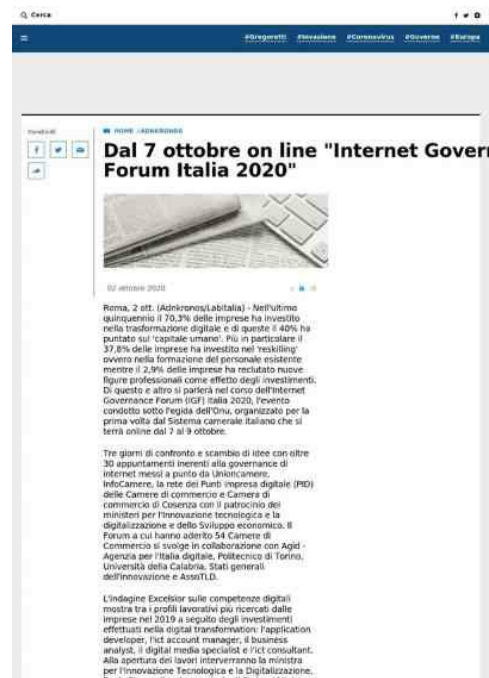 Cerca
#Gregoretti #Invasione #Coronavirus #Governo #Europa
Condividi
HOME / ADNKRONOS
Dal 7 ottobre on line "Internet Govern
Forum Italia 2020"
02 ottobre 2020
Roma, 2 ott. (Adnkronos/Labitalia) - Nell'ultimo
quinquennio il 70,3% delle imprese ha investito
nella trasformazione digitale e di queste il 40% ha
puntato sul 'capitale umano'. Più in particolare il
37,8% delle imprese ha investito nel 'reskilling'
ovvero nella formazione del personale esistente
mentre il 2,9% delle imprese ha reclutato nuove
figure professionali come effetto degli investimenti.
Di questo e altro si parlerà nel corso dell'Internet
Governance Forum (IGF) Italia 2020, l'evento
condotto sotto l'egida dell'Onu, organizzato per la
prima volta dal Sistema camerale italiano che si
terrà online dal 7 al 9 ottobre.
Tre giorni di confronto e scambio di idee con oltre
30 appuntamenti inerenti alla governance di
internet messi a punto da Unioncamere,
InfoCamere, la rete dei Punti impresa digitale (PID)
delle Camere di commercio e Camera di
commercio di Cosenza con il patrocinio dei
ministeri per l'Innovazione tecnologica e la
digitalizzazione e dello Sviluppo economico. Il
Forum a cui hanno aderito 54 Camere di
Commercio si svolge in collaborazione con Agid -
Agenzia per l'Italia digitale, Politecnico di Torino,
Università della Calabria, Stati generali
dell'innovazione e AssoTLD.
L'indagine Excelsior sulle competenze digitali
mostra tra i profili lavorativi più ricercati dalle
imprese nel 2019 a seguito degli investimenti
effettuati nella digital transformation: l'application
developer, l'ict account manager, il business
analyst, il digital media specialist e l'ict consultant.
Alla apertura dei lavori interverranno la ministra
per l'Innovazione Tecnologica e la Digitalizzazione,